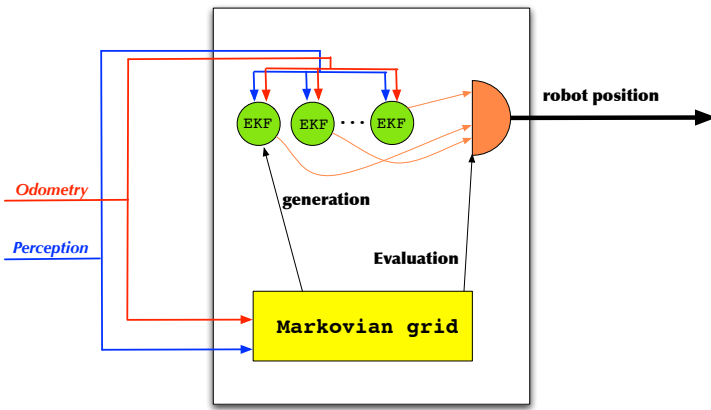 EKF EKF ... EKF
robot position
Odometry
generation
Perception
Evaluation
Markovian grid